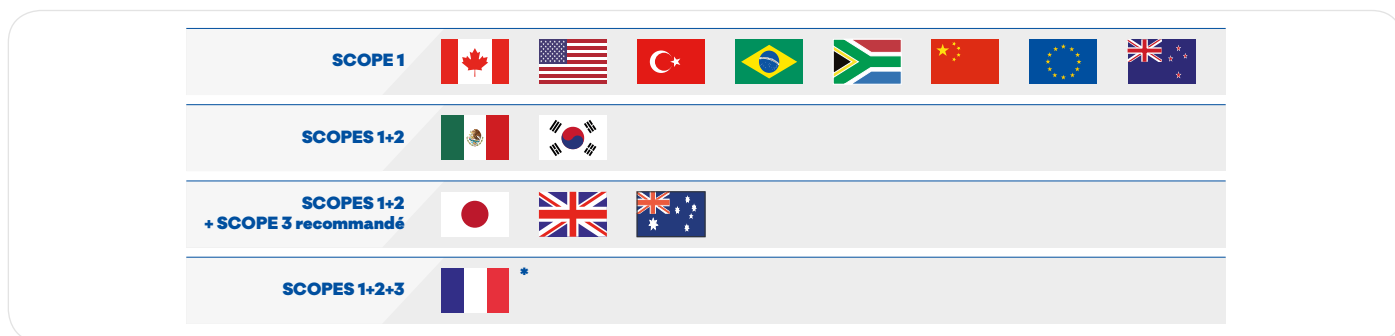 SCOPE 1
SCOPES 1+2
SCOPES 1+2
+ SCOPE 3 recommandé
SCOPES 1+2+3
*